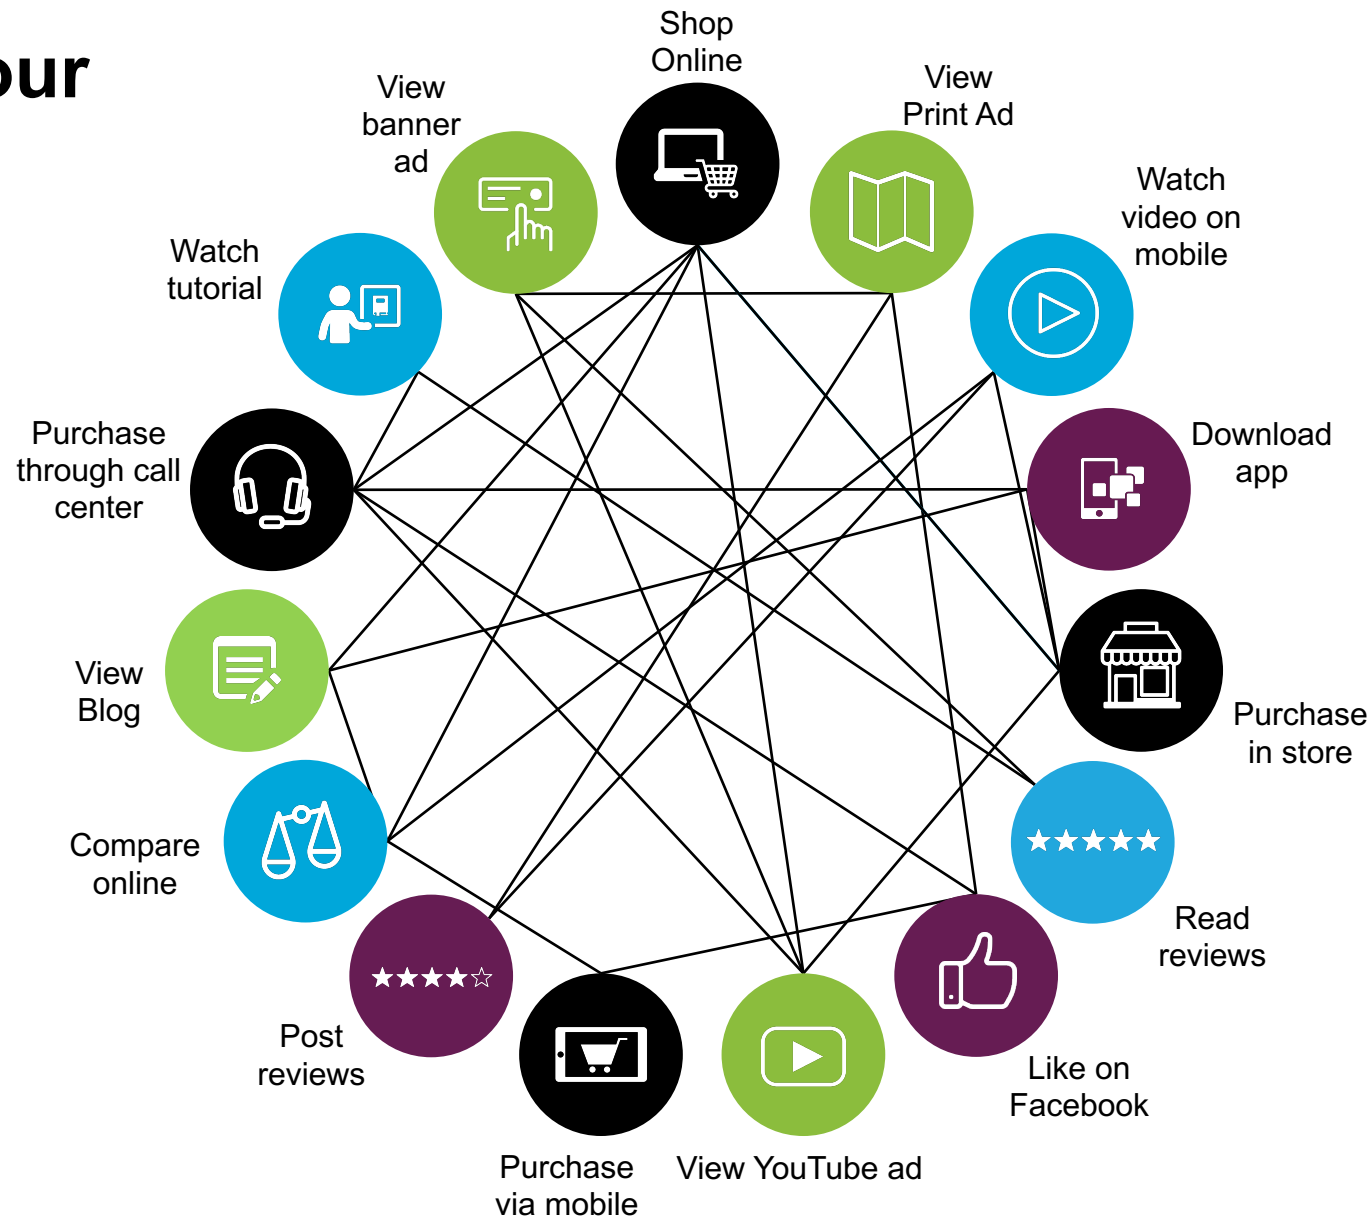 our
Shop
Online
View
banner
ad
View
Print Ad
Watch
video on
mobile
Watch
tutorial
Purchase
through call
center
Download
app
View
Blog
Purchase
in store
Compare
online
Read
reviews
Post
reviews
Like on
Facebook
Purchase
via mobile
View YouTube ad